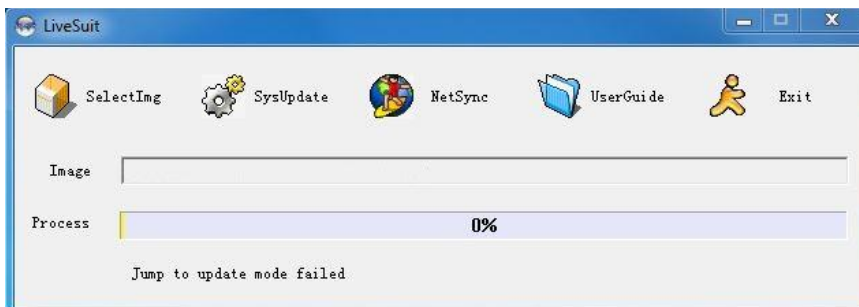 LiveSuit
SelectImg SysUpdate NetSync UserGuide Exit
Image
Process 0%
Jump to update mode failed